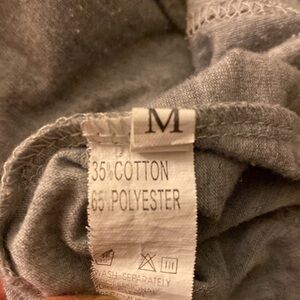 M
35%COTTON
65%POLYESTER
WASH SEPARATELY